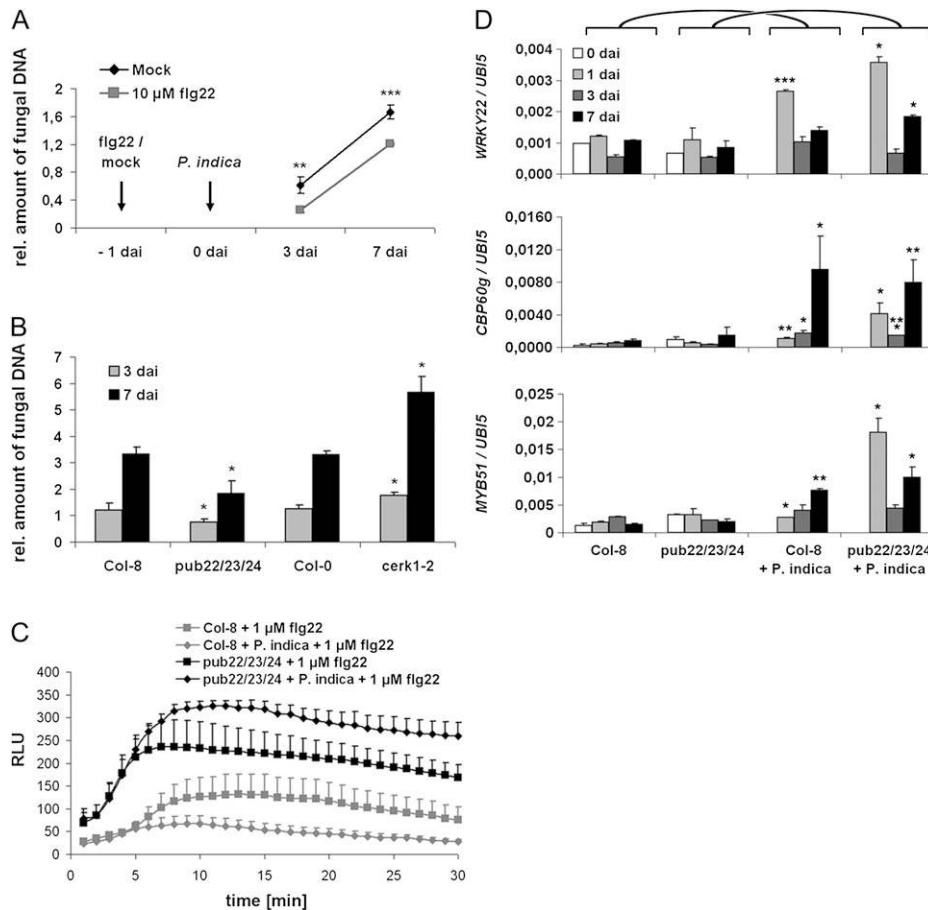 A
rel. amount of fungal DNA
2
1,6
1,2
0,8
0,4
0
Mock
10 µM flg22
flg22 /
mock
P. indica
**
***
- 1 dai
0 dai
3 dai
7 dai
B
rel. amount of fungal DNA
7
6
5
4
3
2
1
0
3 dai
7 dai
*
*
*
*
Col-8
pub22/23/24
Col-0
cerk1-2
C
Col-8 + 1 µM flg22
Col-8 + P. indica + 1 µM flg22
pub22/23/24 + 1 µM flg22
pub22/23/24 + P. indica + 1 µM flg22
RLU
400
350
300
250
200
150
100
50
0
0
5
10
15
20
25
30
time [min]
D
WRKY22 / UBI5
0,004
0,003
0,002
0,001
0
0 dai
1 dai
3 dai
7 dai
***
*
*
CBP60g / UBI5
0,0160
0,0120
0,0080
0,0040
0,0000
**
*
*
*
**
*
**
MYB51 / UBI5
0,025
0,02
0,015
0,01
0,005
0
*
**
*
*
Col-8
pub22/23/24
Col-8
+ P. indica
pub22/23/24
+ P. indica